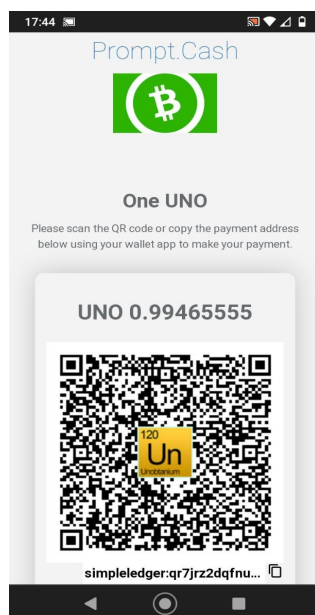 17:44
Prompt.Cash
One UNO
Please scan the QR code or copy the payment address
below using your wallet app to make your payment.
UNO 0.99465555
120
Un
Unobtanium
simpleledger:qr7jrz2dqfnu...